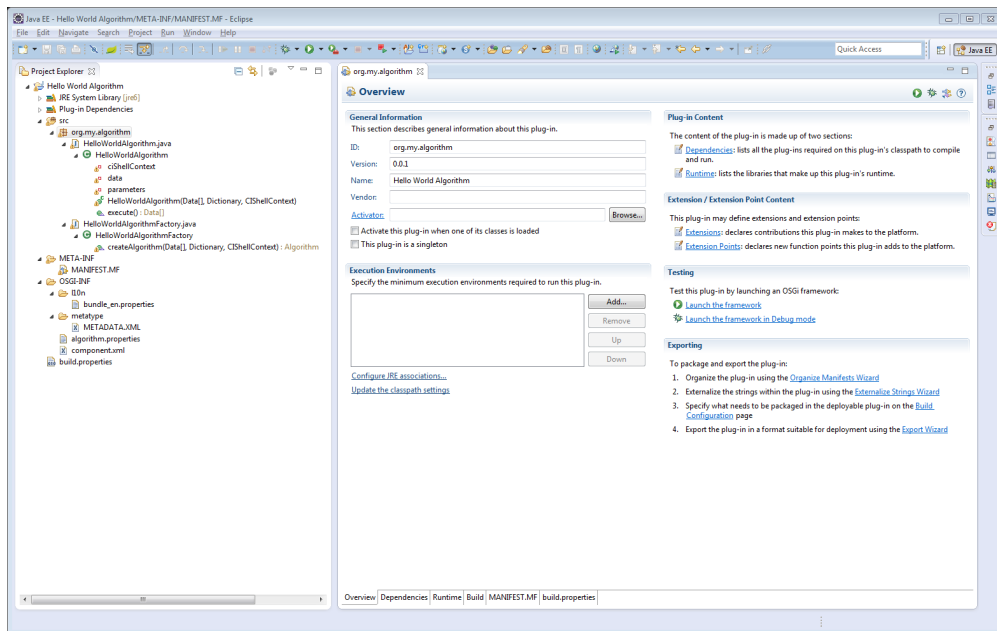 Java EE - Hello World Algorithm/META-INF/MANIFEST.MF - Eclipse
File Edit Navigate Search Project Run Window Help
Quick Access
Java EE
Project Explorer
Hello World Algorithm
JRE System Library [jre6]
Plug-in Dependencies
src
org.my.algorithm
HelloWorldAlgorithm.java
HelloWorldAlgorithm
ciShellContext
data
parameters
HelloWorldAlgorithm(Data[], Dictionary, CIShellContext)
execute() : Data[]
HelloWorldAlgorithmFactory.java
HelloWorldAlgorithmFactory
createAlgorithm(Data[], Dictionary, CIShellContext) : Algorithm
META-INF
MANIFEST.MF
OSGI-INF
l10n
bundle_en.properties
metatype
METADATA.XML
algorithm.properties
component.xml
build.properties
org.my.algorithm
Overview
General Information
This section describes general information about this plug-in.
ID: org.my.algorithm
Version: 0.0.1
Name: Hello World Algorithm
Vendor:
Activator: Browse...
Activate this plug-in when one of its classes is loaded
This plug-in is a singleton
Execution Environments
Specify the minimum execution environments required to run this plug-in.
Add...
Remove
Up
Down
Configure JRE associations...
Update the classpath settings
Plug-in Content
The content of the plug-in is made up of two sections:
Dependencies: lists all the plug-ins required on this plug-in's classpath to compile
and run.
Runtime: lists the libraries that make up this plug-in's runtime.
Extension / Extension Point Content
This plug-in may define extensions and extension points:
Extensions: declares contributions this plug-in makes to the platform.
Extension Points: declares new function points this plug-in adds to the platform.
Testing
Test this plug-in by launching an OSGi framework:
Launch the framework
Launch the framework in Debug mode
Exporting
To package and export the plug-in:
1. Organize the plug-in using the Organize Manifests Wizard
2. Externalize the strings within the plug-in using the Externalize Strings Wizard
3. Specify what needs to be packaged in the deployable plug-in on the Build
Configuration page
4. Export the plug-in in a format suitable for deployment using the Export Wizard
Overview Dependencies Runtime Build MANIFEST.MF build.properties